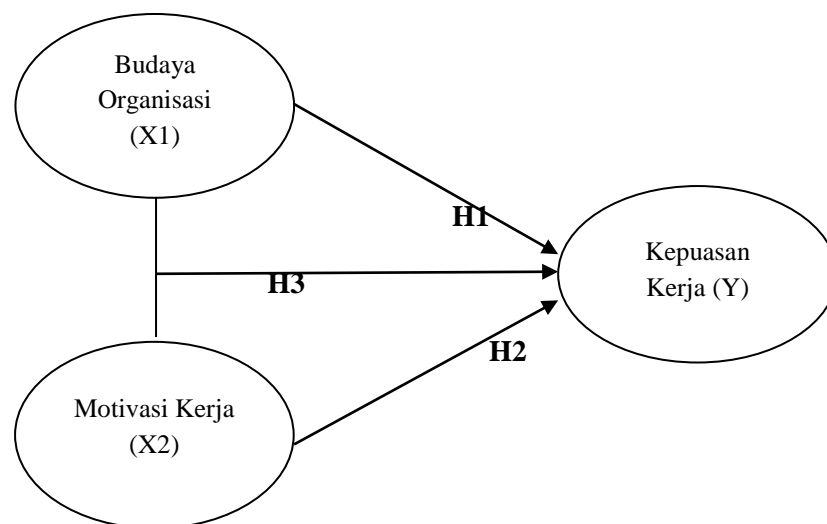 Budaya
Organisasi
(X1)
H1
Kepuasan
Kerja (Y)
H3
H2
Motivasi Kerja
(X2)